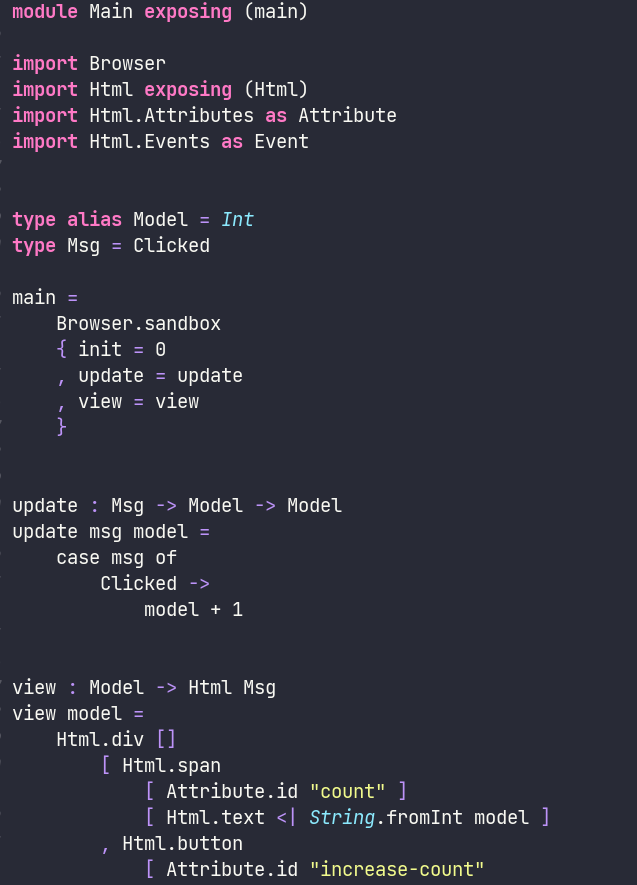 module Main exposing (main)
import Browser
import Html exposing (Html)
import Html.Attributes as Attribute
import Html.Events as Event
type alias Model = Int
type Msg = Clicked
main =
    Browser.sandbox
    { init = 0
    , update = update
    , view = view
    }
update : Msg -> Model -> Model
update msg model =
    case msg of
        Clicked ->
            model + 1
view : Model -> Html Msg
view model =
    Html.div []
        [ Html.span
            [ Attribute.id "count" ]
            [ Html.text <| String.fromInt model ]
        , Html.button
            [ Attribute.id "increase-count"